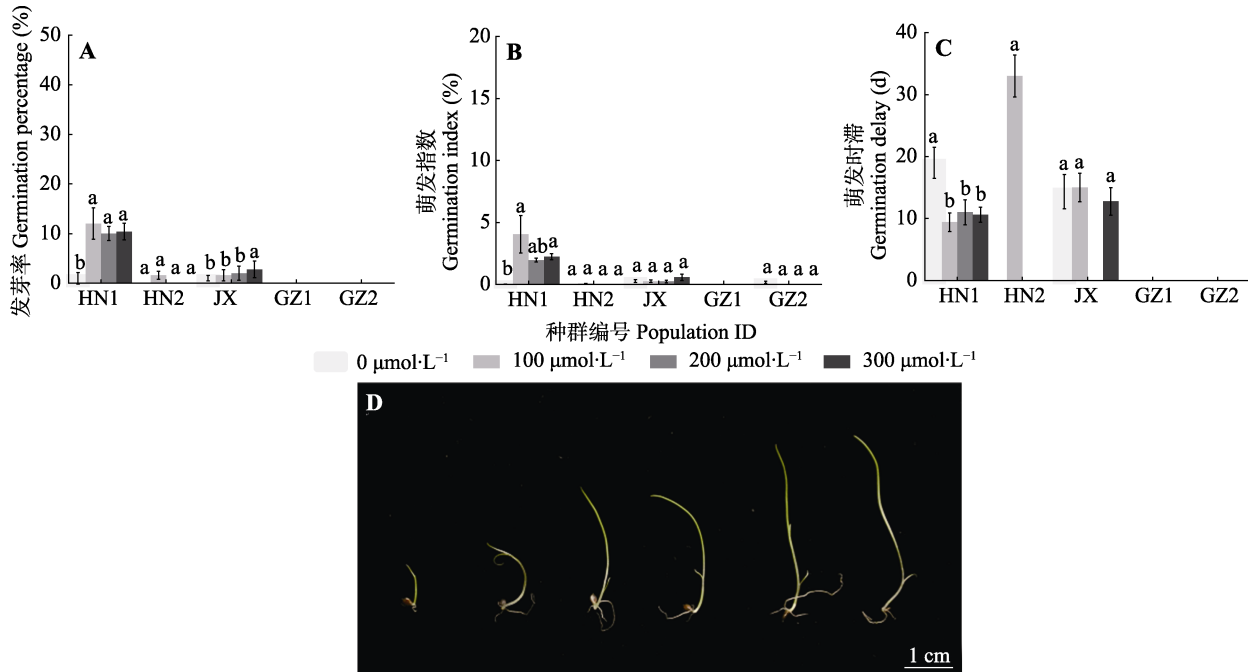 A
发芽率 Germination percentage (%)
50
40
30
20
10
0
b a a a
a a a a
b b b a
HN1 HN2 JX GZ1 GZ2
B
萌发指数
Germination index (%)
20
15
10
5
0
b a ab a
a a a a
a a a a
a a a a
HN1 HN2 JX GZ1 GZ2
C
萌发时滞
Germination delay (d)
40
30
20
10
0
a b b b
a
a a a
HN1 HN2 JX GZ1 GZ2
种群编号 Population ID
0 μmol·L⁻¹ 100 μmol·L⁻¹ 200 μmol·L⁻¹ 300 μmol·L⁻¹
D
1 cm